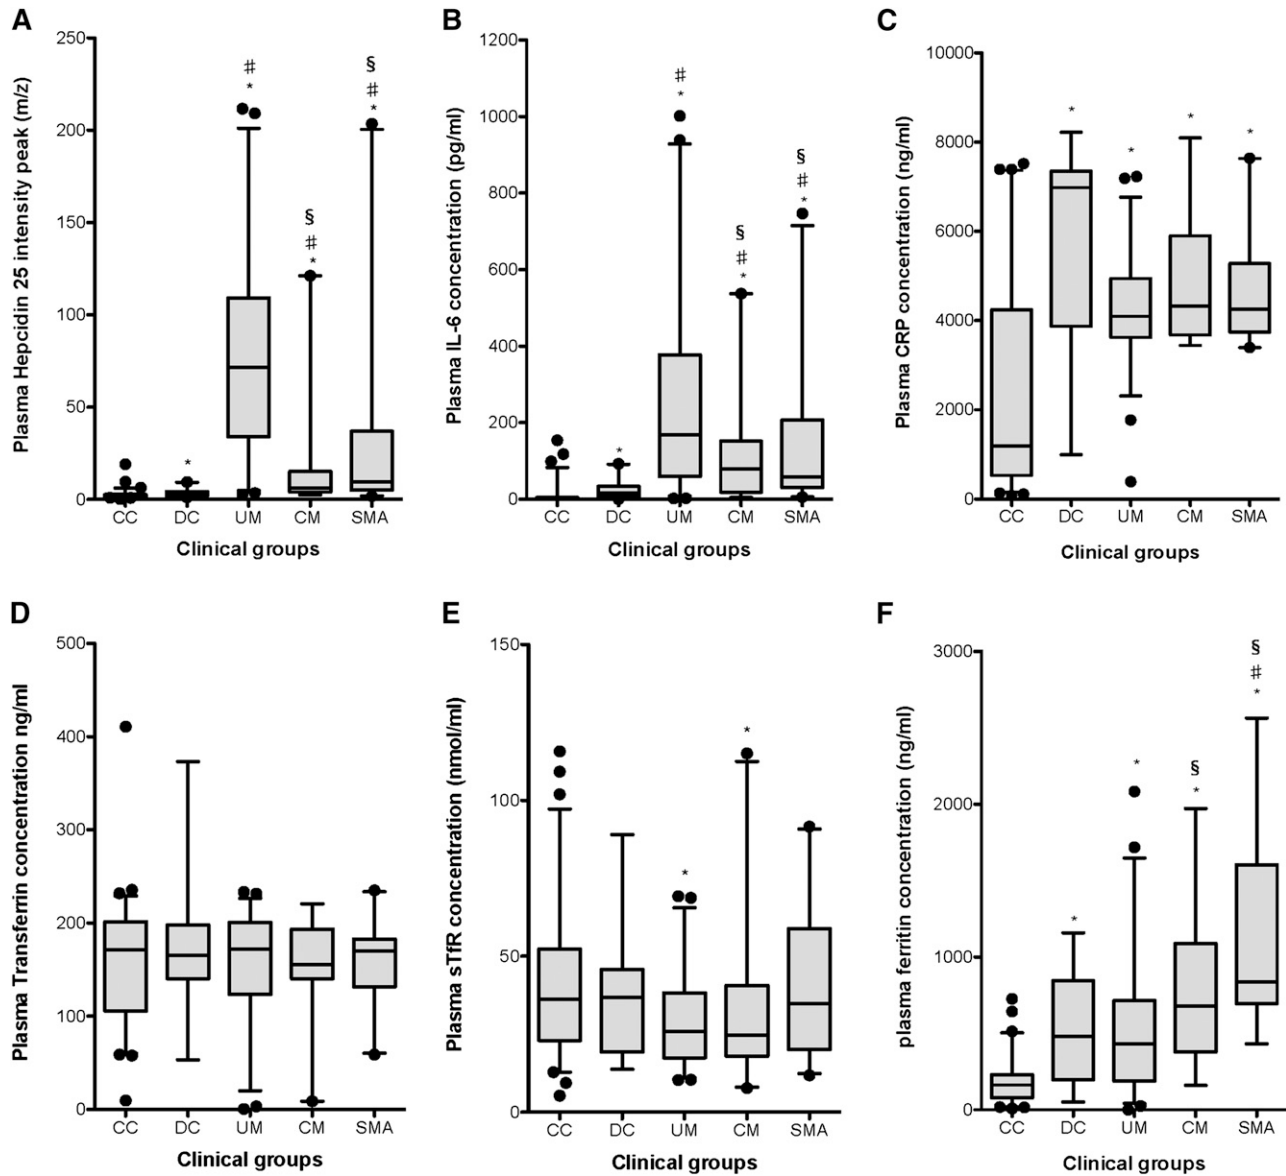 A
Plasma Hepcidin 25 intensity peak (m/z)
250
200
150
100
50
0
#
*
§
#
*
§
#
*
*
CC DC UM CM SMA
Clinical groups
B
Plasma IL-6 concentration (pg/ml)
1200
1000
800
600
400
200
0
#
*
§
#
*
§
#
*
*
CC DC UM CM SMA
Clinical groups
C
Plasma CRP concentration (ng/ml)
10000
8000
6000
4000
2000
0
* * * *
CC DC UM CM SMA
Clinical groups
D
Plasma Transferrin concentration ng/ml
500
400
300
200
100
0
CC DC UM CM SMA
Clinical groups
E
Plasma sTfR concentration (nmol/ml)
150
100
50
0
* *
CC DC UM CM SMA
Clinical groups
F
plasma ferritin concentration (ng/ml)
3000
2000
1000
0
§
#
*
*
§
*
*
CC DC UM CM SMA
Clinical groups